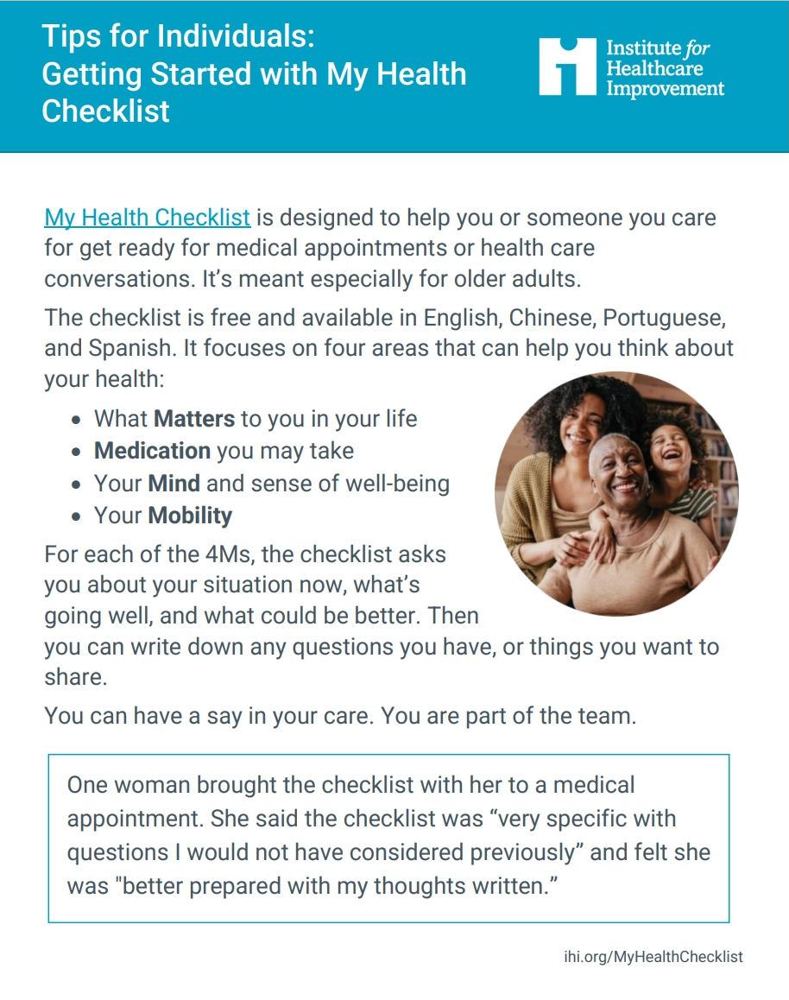 Tips for Individuals:
Getting Started with My Health
Checklist
Institute for
Healthcare
Improvement
My Health Checklist is designed to help you or someone you care
for get ready for medical appointments or health care
conversations. It’s meant especially for older adults.
The checklist is free and available in English, Chinese, Portuguese,
and Spanish. It focuses on four areas that can help you think about
your health:
• What Matters to you in your life
• Medication you may take
• Your Mind and sense of well-being
• Your Mobility
For each of the 4Ms, the checklist asks
you about your situation now, what’s
going well, and what could be better. Then
you can write down any questions you have, or things you want to
share.
You can have a say in your care. You are part of the team.
One woman brought the checklist with her to a medical
appointment. She said the checklist was “very specific with
questions I would not have considered previously” and felt she
was "better prepared with my thoughts written.”
ihi.org/MyHealthChecklist